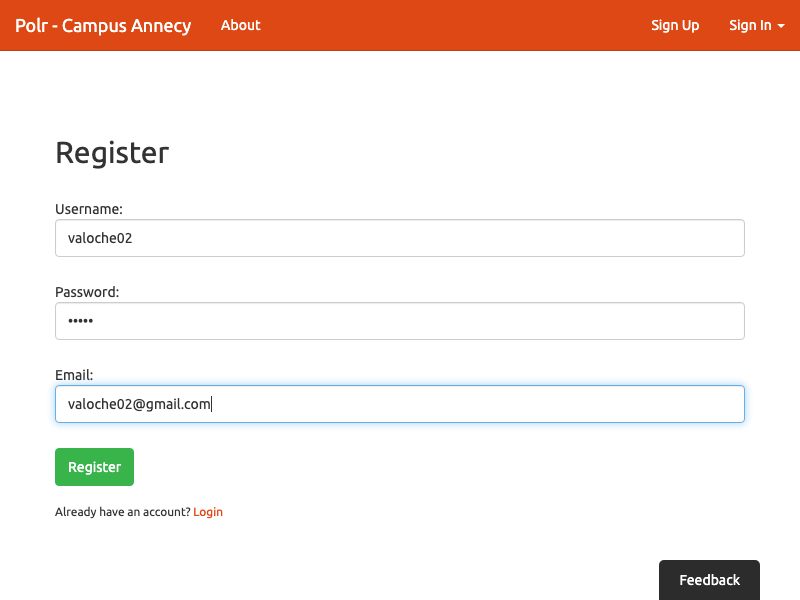 Polr - Campus Annecy About Sign Up Sign In
Register
Username:
valoche02
Password:
•••••
Email:
valoche02@gmail.com
Register
Already have an account? Login
Feedback